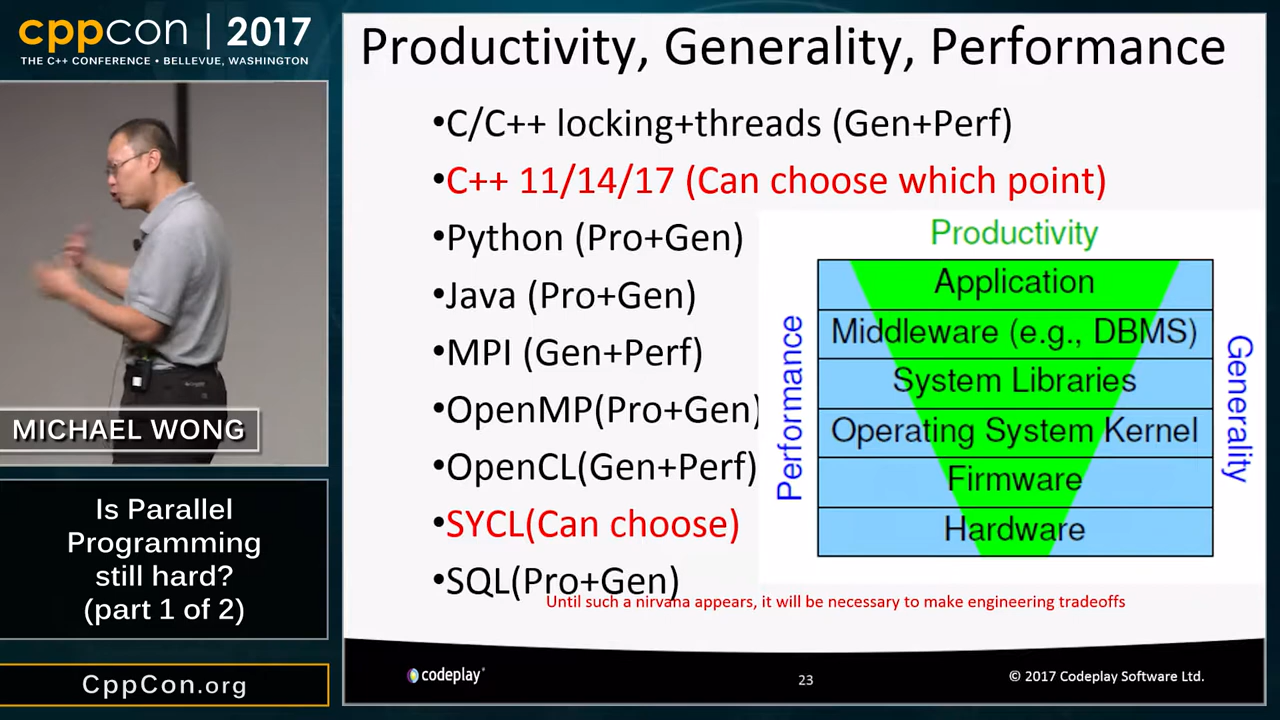 cppcon | 2017
THE C++ CONFERENCE • BELLEVUE, WASHINGTON
MICHAEL WONG
Is Parallel
Programming
still hard?
(part 1 of 2)
CppCon.org
Productivity, Generality, Performance
•C/C++ locking+threads (Gen+Perf)
•C++ 11/14/17 (Can choose which point)
•Python (Pro+Gen)
•Java (Pro+Gen)
•MPI (Gen+Perf)
•OpenMP(Pro+Gen)
•OpenCL(Gen+Perf)
•SYCL(Can choose)
•SQL(Pro+Gen)
Productivity
Performance
Application
Middleware (e.g., DBMS)
System Libraries
Operating System Kernel
Firmware
Hardware
Generality
Until such a nirvana appears, it will be necessary to make engineering tradeoffs
codeplay
23
© 2017 Codeplay Software Ltd.